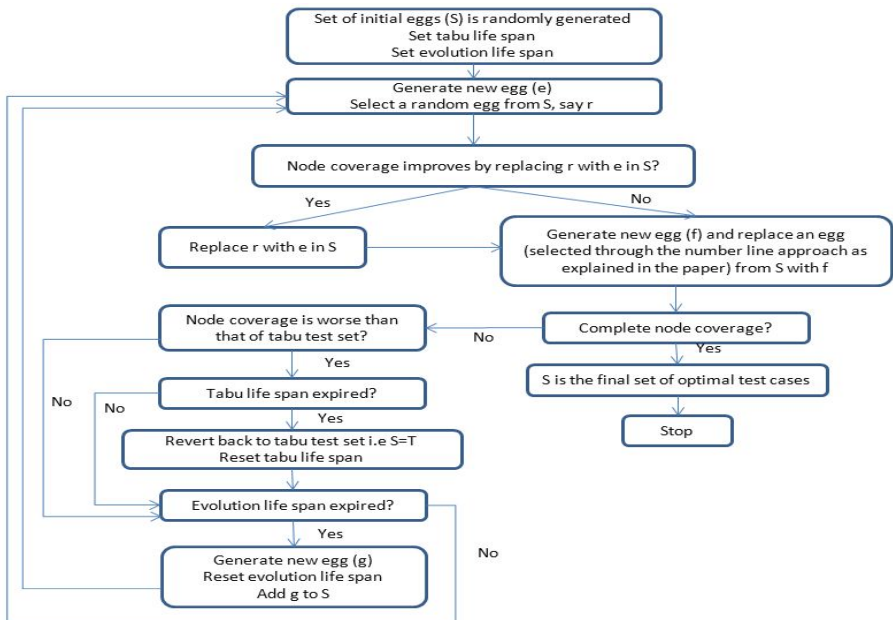 Set of initial eggs (S) is randomly generated
Set tabu life span
Set evolution life span
Generate new egg (e)
Select a random egg from S, say r
Node coverage improves by replacing r with e in S?
Yes
No
Replace r with e in S
Generate new egg (f) and replace an egg
(selected through the number line approach as
explained in the paper) from S with f
Node coverage is worse than
that of tabu test set?
No
Complete node coverage?
Yes
Yes
S is the final set of optimal test cases
Tabu life span expired?
No
No
Yes
Stop
Revert back to tabu test set i.e S=T
Reset tabu life span
Evolution life span expired?
Yes
No
Generate new egg (g)
Reset evolution life span
Add g to S